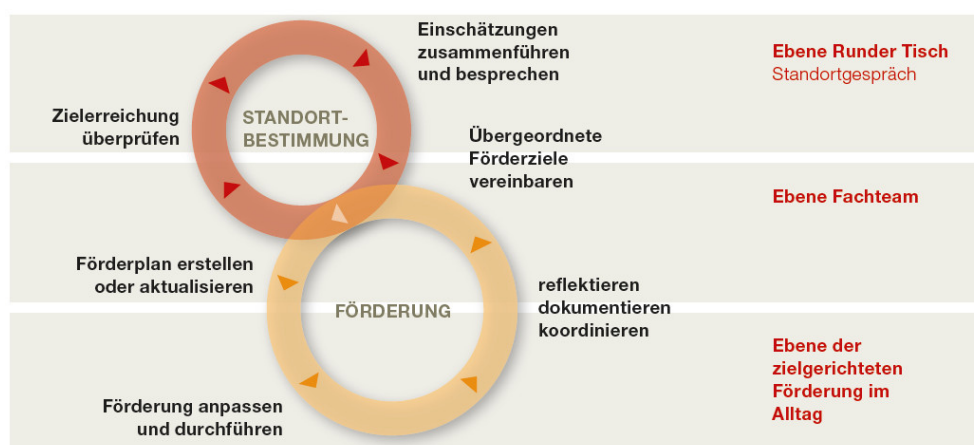 Einschätzungen
zusammenführen
und besprechen
Ebene Runder Tisch
Standortgespräch
Zielerreichung
überprüfen
STANDORT-
BESTIMMUNG
Übergeordnete
Förderziele
vereinbaren
Ebene Fachteam
Förderplan erstellen
oder aktualisieren
FÖRDERUNG
reflektieren
dokumentieren
koordinieren
Ebene der
zielgerichteten
Förderung im
Alltag
Förderung anpassen
und durchführen